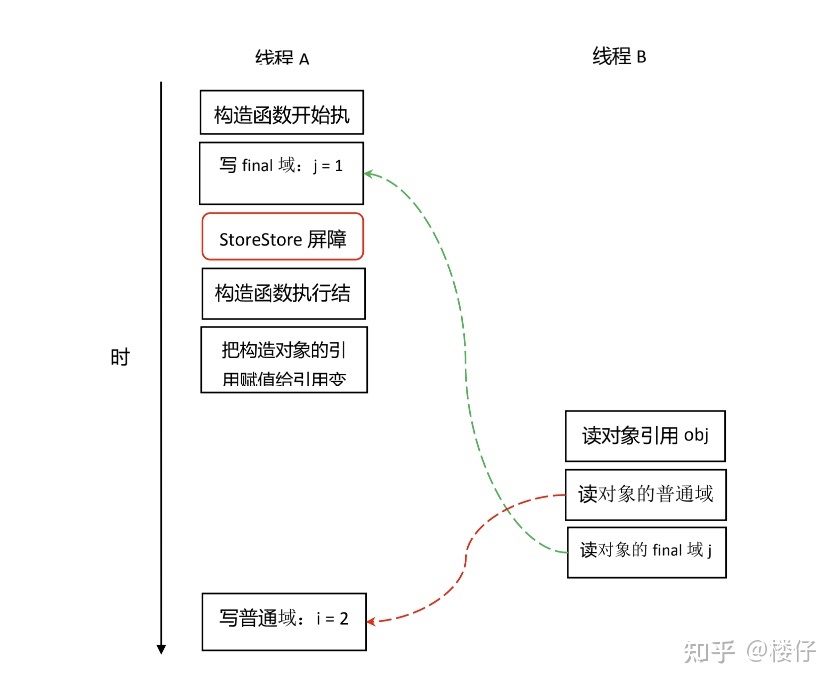 线程 A
线程 B
构造函数开始执
写 final 域：j = 1
StoreStore 屏障
构造函数执行结
把构造对象的引
用赋值给引用变
时
读对象引用 obj
读对象的普通域
读对象的 final 域 j
写普通域：i = 2
知乎 @楼仔